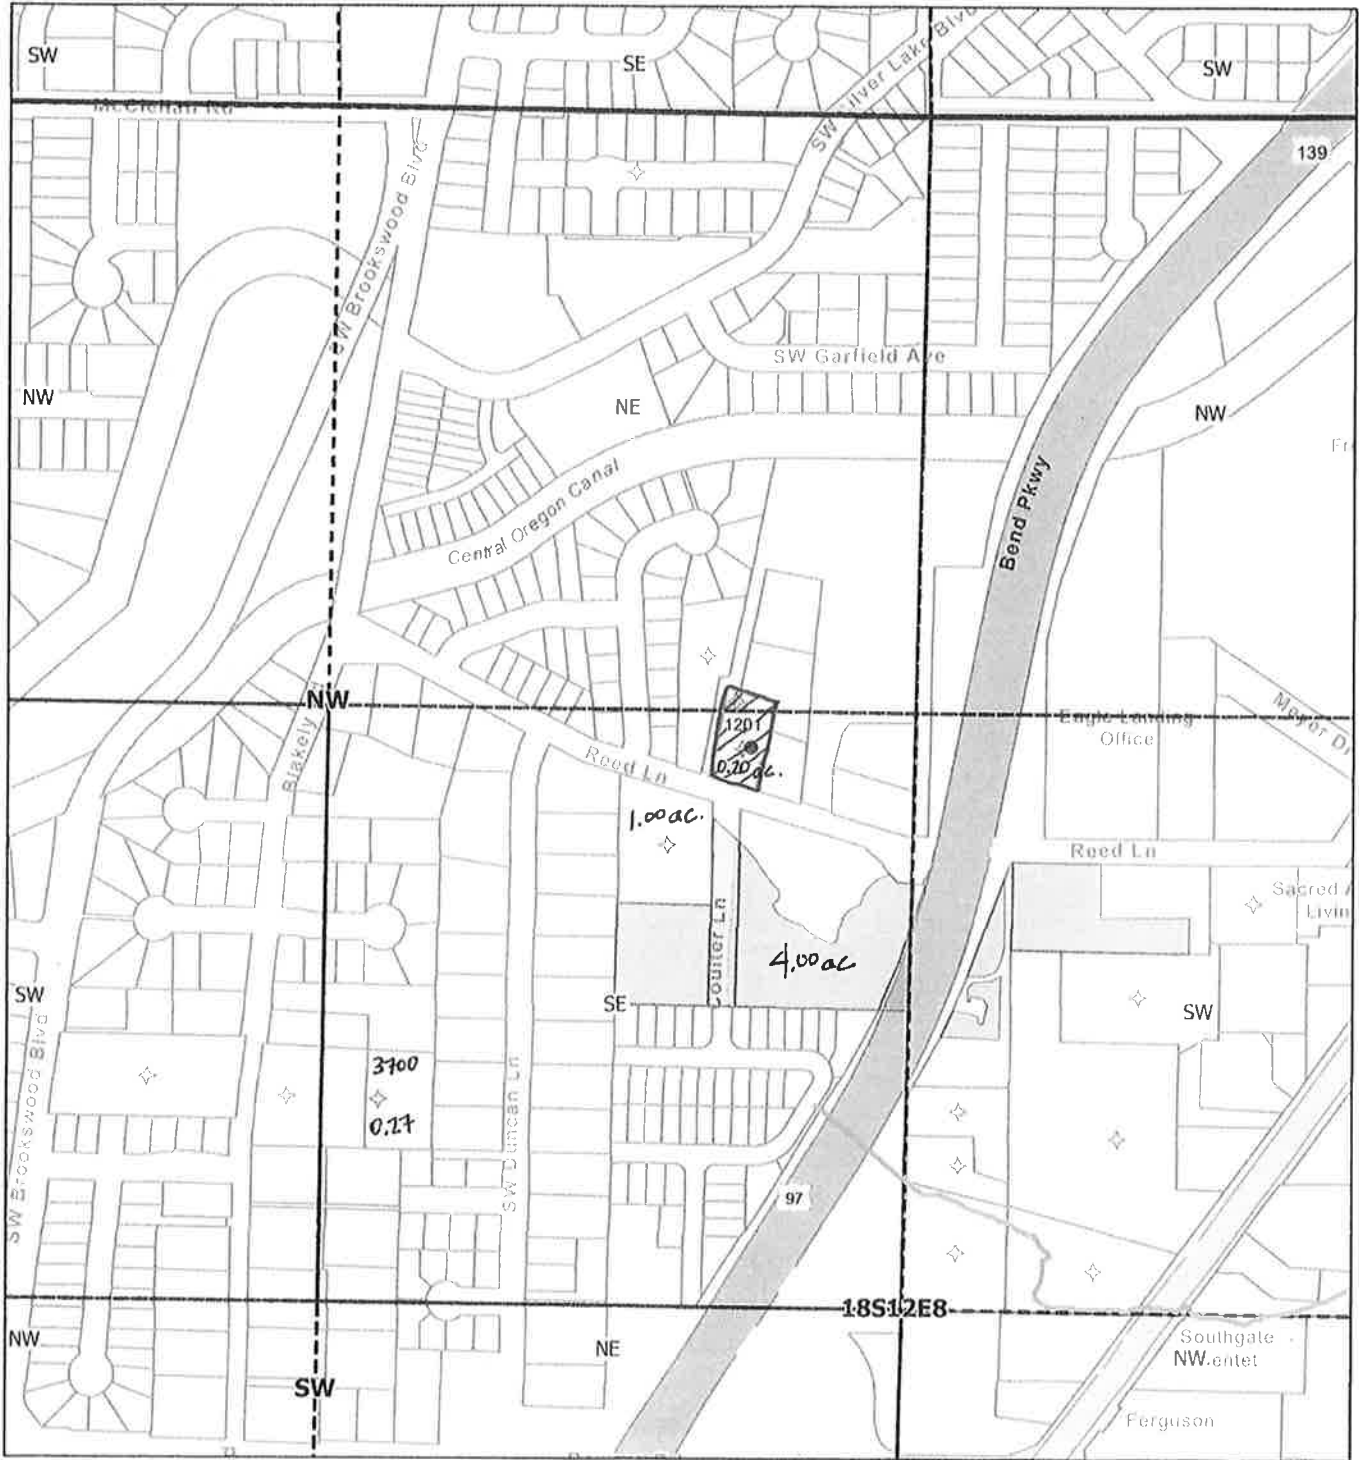 SW
SE
SW Silver Lake Blvd
SW
McClellan Rd
139
SW Brookswood Blvd
SW Garfield Ave
NW
NE
NW
Central Oregon Canal
Bend Pkwy
NW
1201
0.20 ac.
Eagle Landing
Office
Meyer Dr
Blakely
Reed Ln
1.00 ac.
Reed Ln
Sacred
Livin
Coulter Ln
4.00 ac
SW
SE
SW
SW Brookswood Blvd
3700
0.27
SW Duncan Ln
97
18S12E8
NW
NE
Southgate
NW
SW
Ferguson